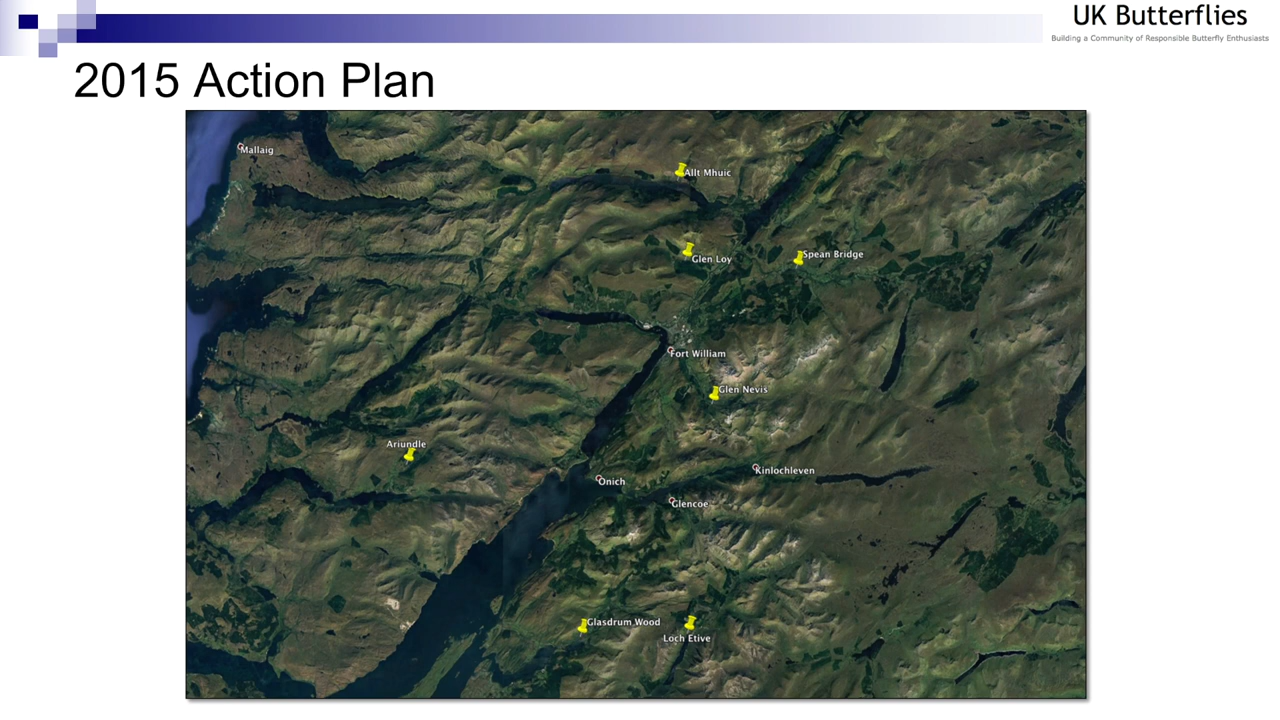 UK Butterflies
Building a Community of Responsible Butterfly Enthusiasts
2015 Action Plan
Mallaig
Allt Mhuic
Glen Loy
Spean Bridge
Fort William
Glen Nevis
Ariundle
Kinlochleven
Onich
Glencoe
Glasdrum Wood
Loch Etive